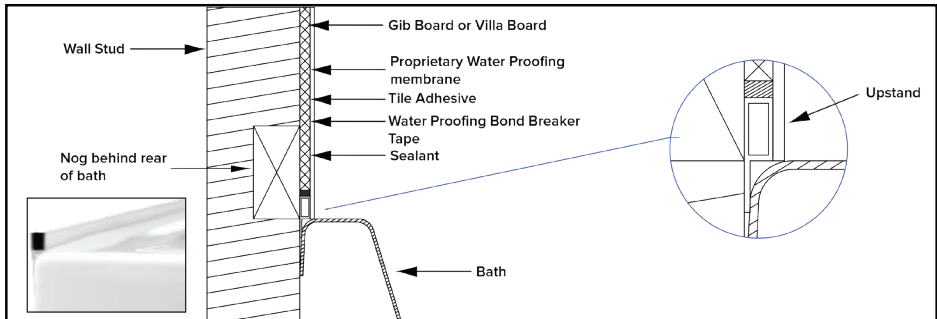 Gib Board or Villa Board
Wall Stud
Proprietary Water Proofing
membrane
Tile Adhesive
Upstand
Water Proofing Bond Breaker
Tape
Nog behind rear
of bath
Sealant
Bath